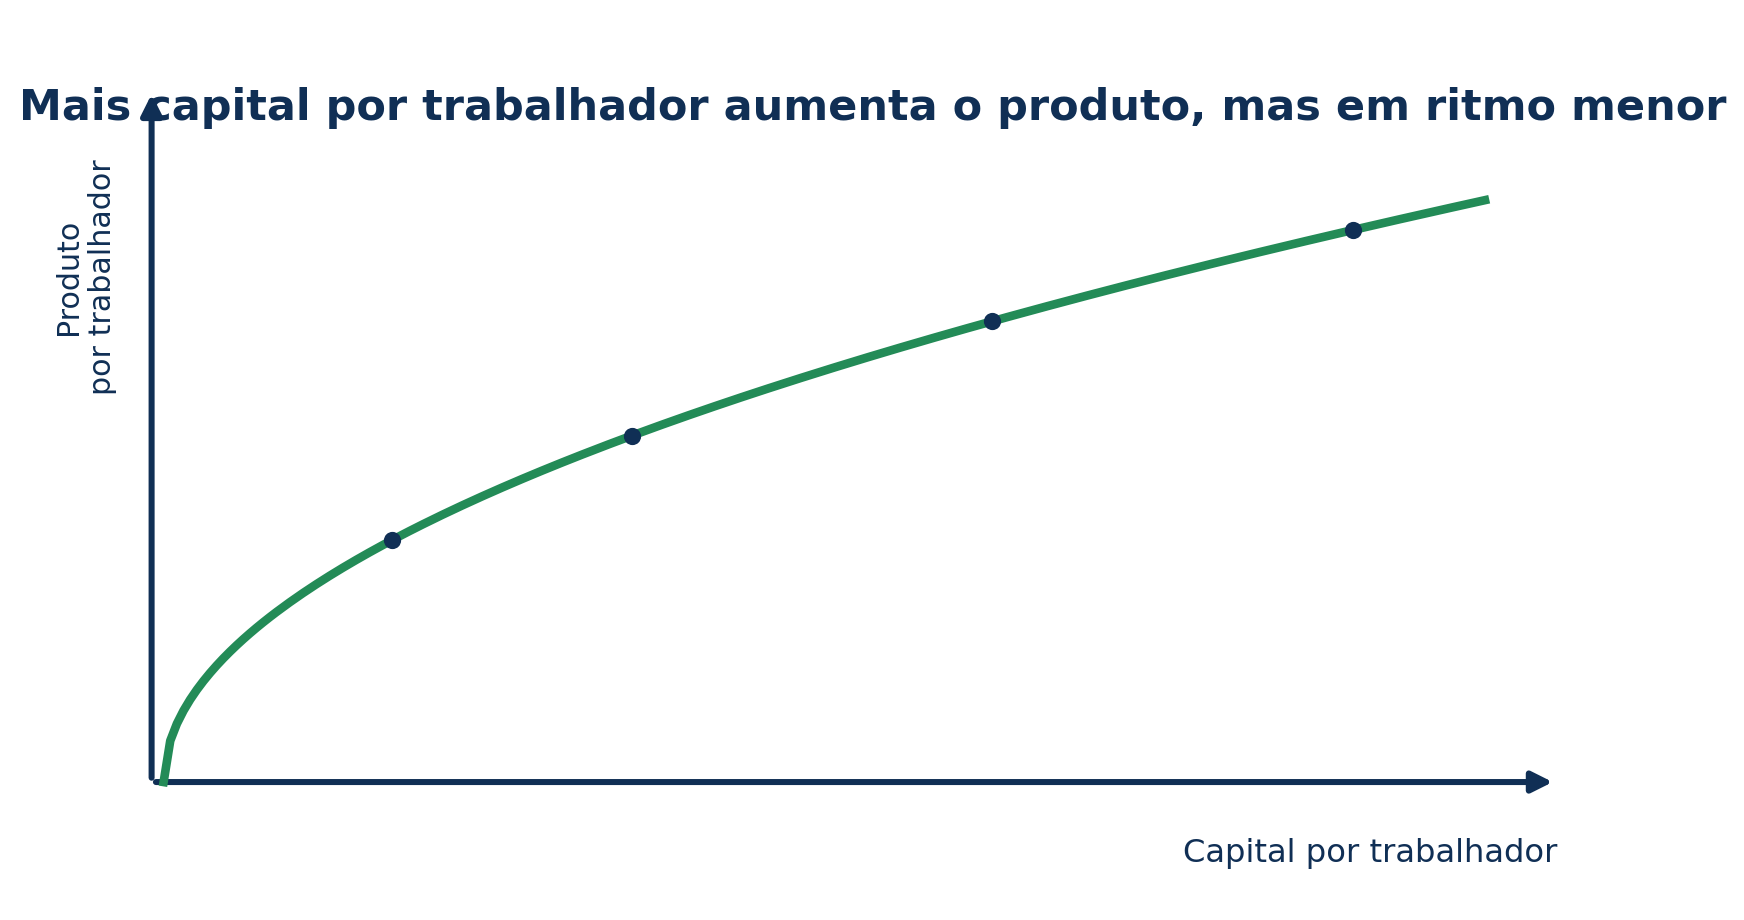 Mais capital por trabalhador aumenta o produto, mas em ritmo menor
Produto
por trabalhador
Capital por trabalhador